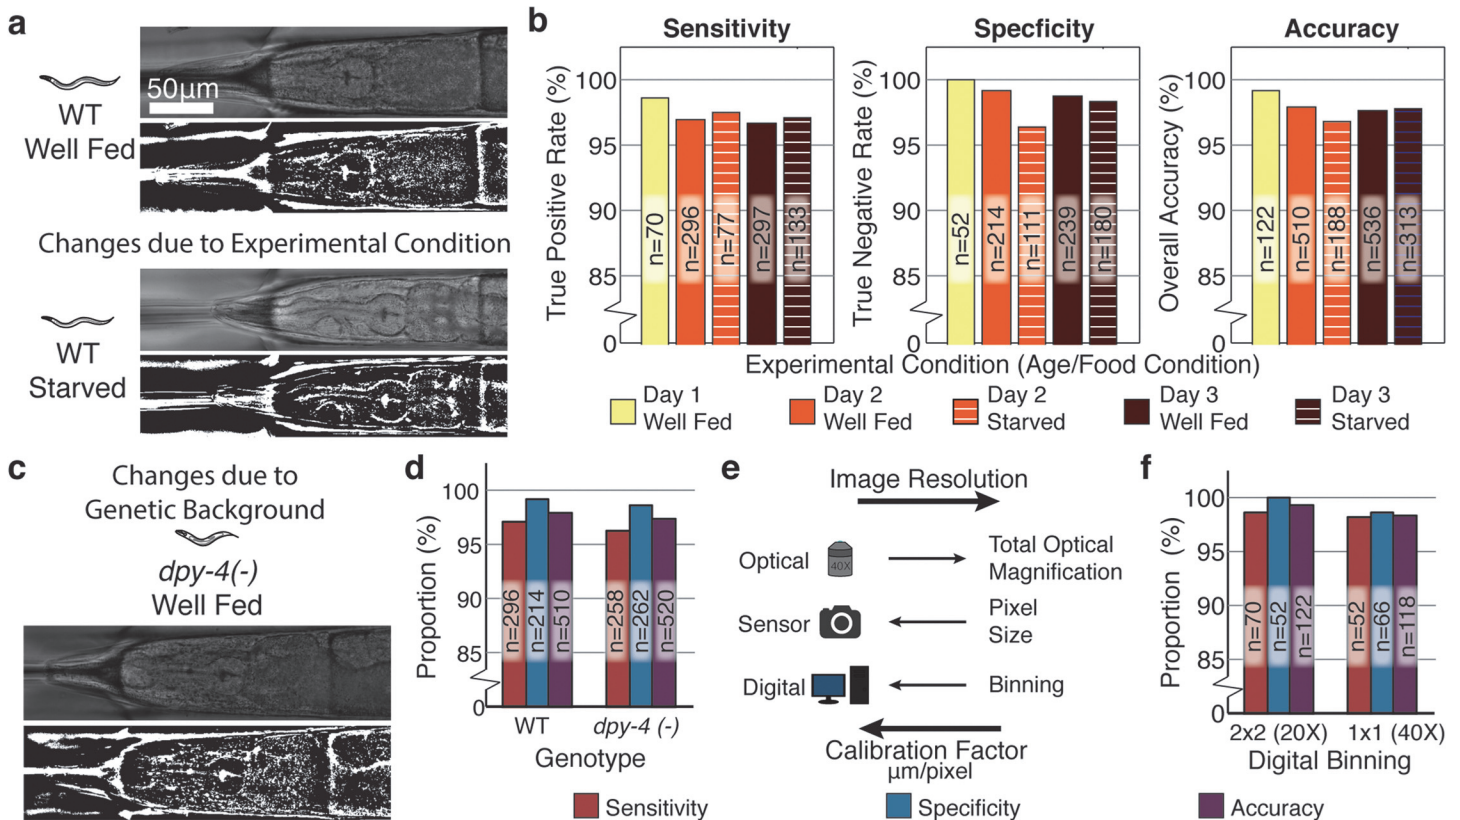 a
50µm
WT
Well Fed
Changes due to Experimental Condition
WT
Starved
b
Sensitivity
True Positive Rate (%)
100
95
90
85
0
n=70
n=296
n=77
n=297
n=133
Specficity
True Negative Rate (%)
100
95
90
85
0
n=52
n=214
n=111
n=239
n=180
Accuracy
Overall Accuracy (%)
100
95
90
85
0
n=122
n=510
n=188
n=536
n=313
Experimental Condition (Age/Food Condition)
Day 1
Well Fed
Day 2
Well Fed
Day 2
Starved
Day 3
Well Fed
Day 3
Starved
c
Changes due to
Genetic Background
dpy-4(-)
Well Fed
d
Proportion (%)
100
95
90
85
0
n=296
n=214
n=510
n=258
n=262
n=520
WT
dpy-4 (-)
Genotype
e
Image Resolution
Optical
40X
Total Optical
Magnification
Sensor
Pixel
Size
Digital
Binning
Calibration Factor
µm/pixel
f
Proportion (%)
100
95
90
85
0
n=70
n=52
n=122
n=52
n=66
n=118
2x2 (20X)
1x1 (40X)
Digital Binning
Sensitivity
Specificity
Accuracy